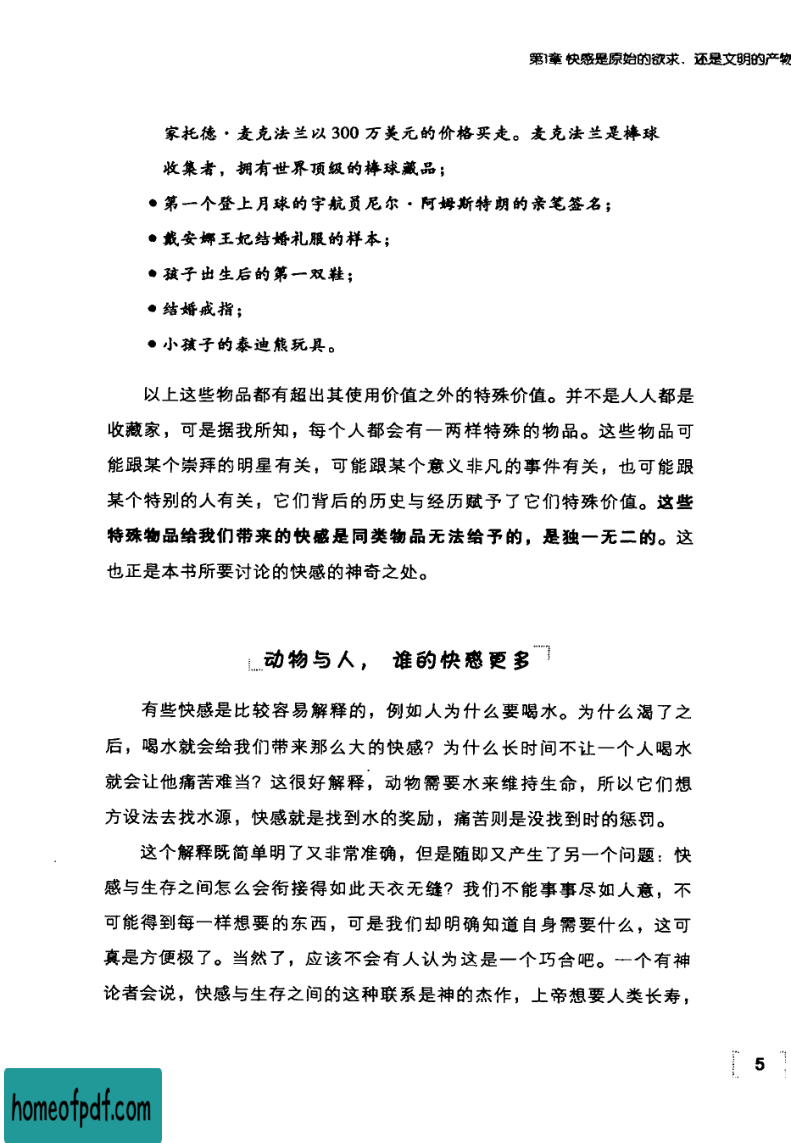 第1章 快感是原始的欲求、还是文明的产物
家托德·麦克法兰以 300 万美元的价格买走。麦克法兰是棒球
收集者，拥有世界顶级的棒球藏品；
● 第一个登上月球的宇航员尼尔·阿姆斯特朗的亲笔签名；
● 戴安娜王妃结婚礼服的样本；
● 孩子出生后的第一双鞋；
● 结婚戒指；
● 小孩子的泰迪熊玩具。
以上这些物品都有超出其使用价值之外的特殊价值。并不是人人都是
收藏家，可是据我所知，每个人都会有一两样特殊的物品。这些物品可
能跟某个崇拜的明星有关，可能跟某个意义非凡的事件有关，也可能跟
某个特别的人有关，它们背后的历史与经历赋予了它们特殊价值。这些
特殊物品给我们带来的快感是同类物品无法给予的，是独一无二的。这
也正是本书所要讨论的快感的神奇之处。
动物与人， 谁的快感更多
有些快感是比较容易解释的，例如人为什么要喝水。为什么渴了之
后，喝水就会给我们带来那么大的快感？为什么长时间不让一个人喝水
就会让他痛苦难当？这很好解释，动物需要水来维持生命，所以它们想
方设法去找水源，快感就是找到水的奖励，痛苦则是没找到时的惩罚。
这个解释既简单明了又非常准确，但是随即又产生了另一个问题：快
感与生存之间怎么会衔接得如此天衣无缝？我们不能事事尽如人意，不
可能得到每一样想要的东西，可是我们却明确知道自身需要什么，这可
真是方便极了。当然了，应该不会有人认为这是一个巧合吧。一个有神
论者会说，快感与生存之间的这种联系是神的杰作，上帝想要人类长寿，
5
homeofpdf.com